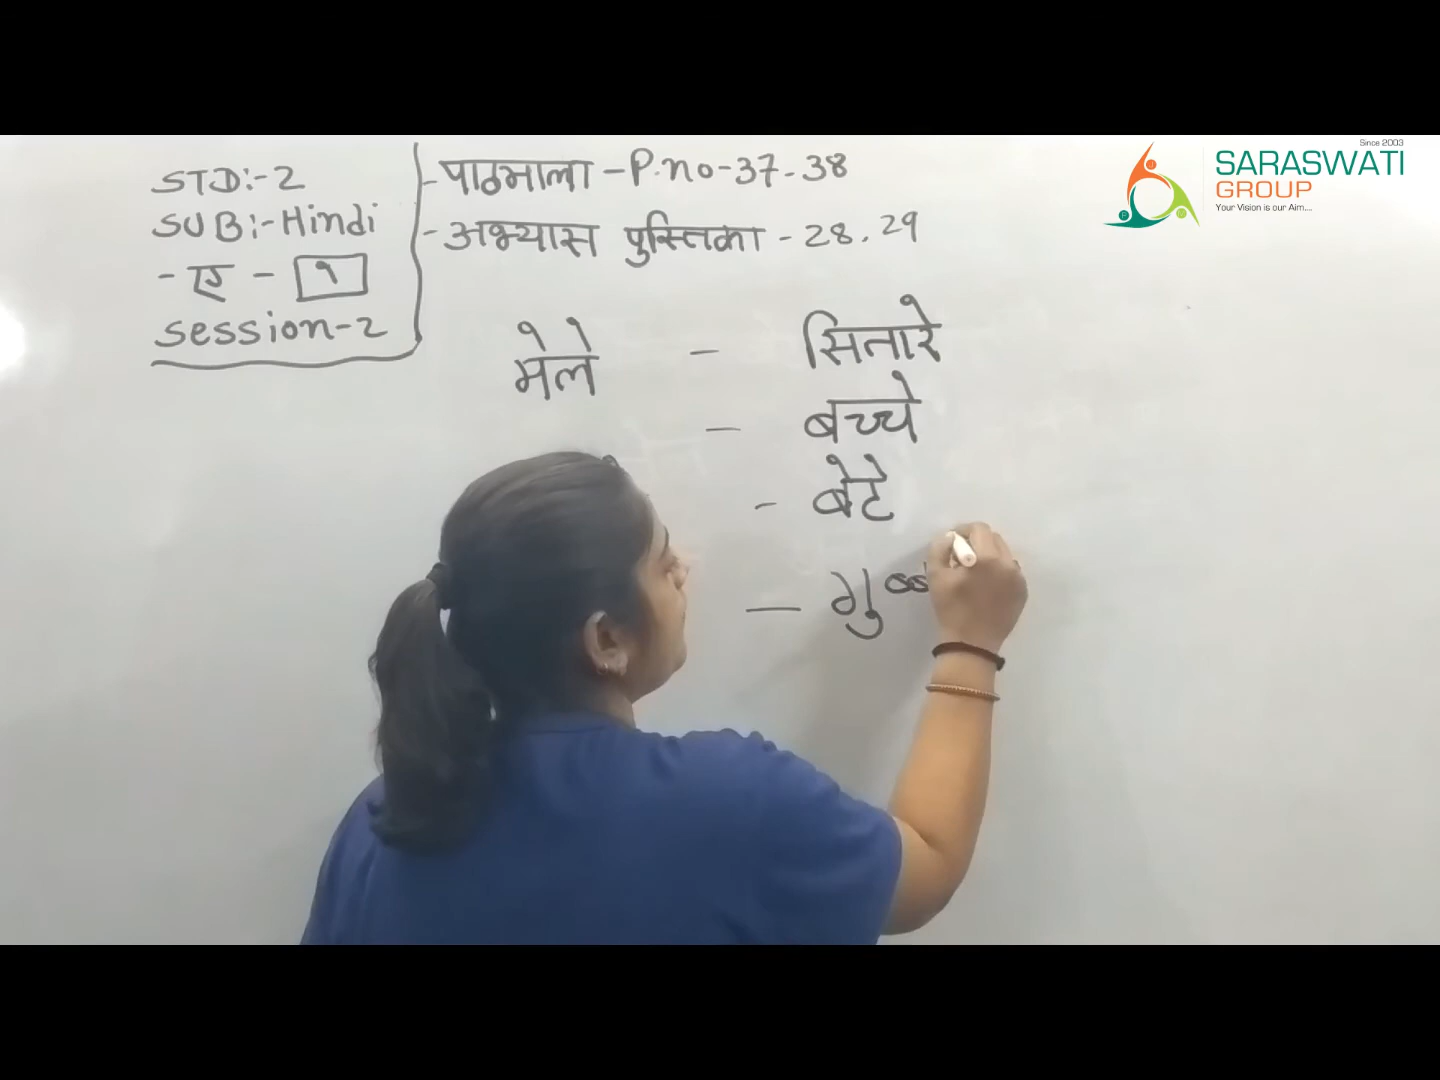 STD:-2
SUB:-Hindi
- ए - १
Session-2
- पाठमाला - P.no-37-38
- अभ्यास पुस्तिका - 28, 29
मेले - सितारे
- बच्चे
- बेटे
Since 2003
SARASWATI
GROUP
Your Vision is our Aim....